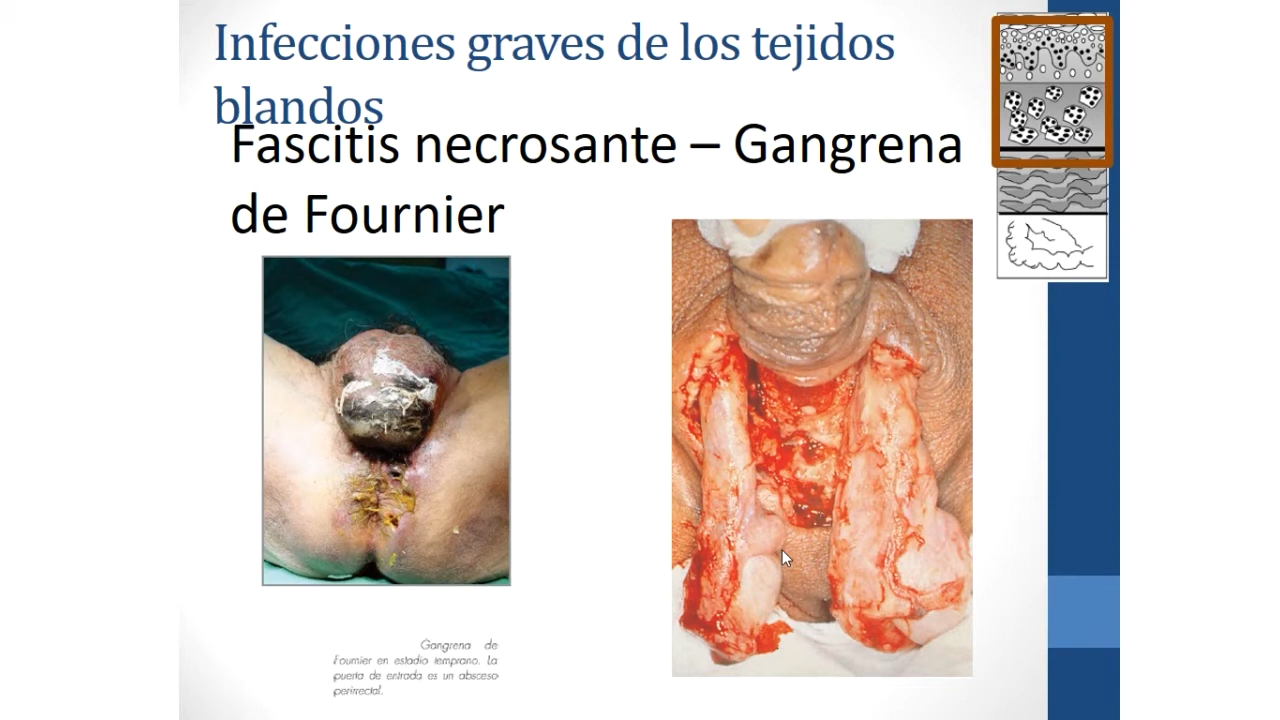 Infecciones graves de los tejidos
blandos
Fascitis necrosante – Gangrena
de Fournier
Gangrena de
Fournier en estadio temprano. La
puerta de entrada es un absceso
perirrectal.